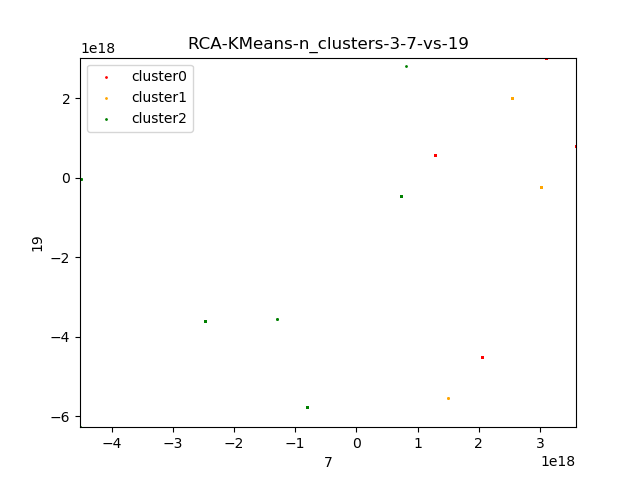 RCA-KMeans-n_clusters-3-7-vs-19
1e18
cluster0
cluster1
cluster2
2
0
−2
−4
−6
19
−4 −3 −2 −1 0 1 2 3
7
1e18